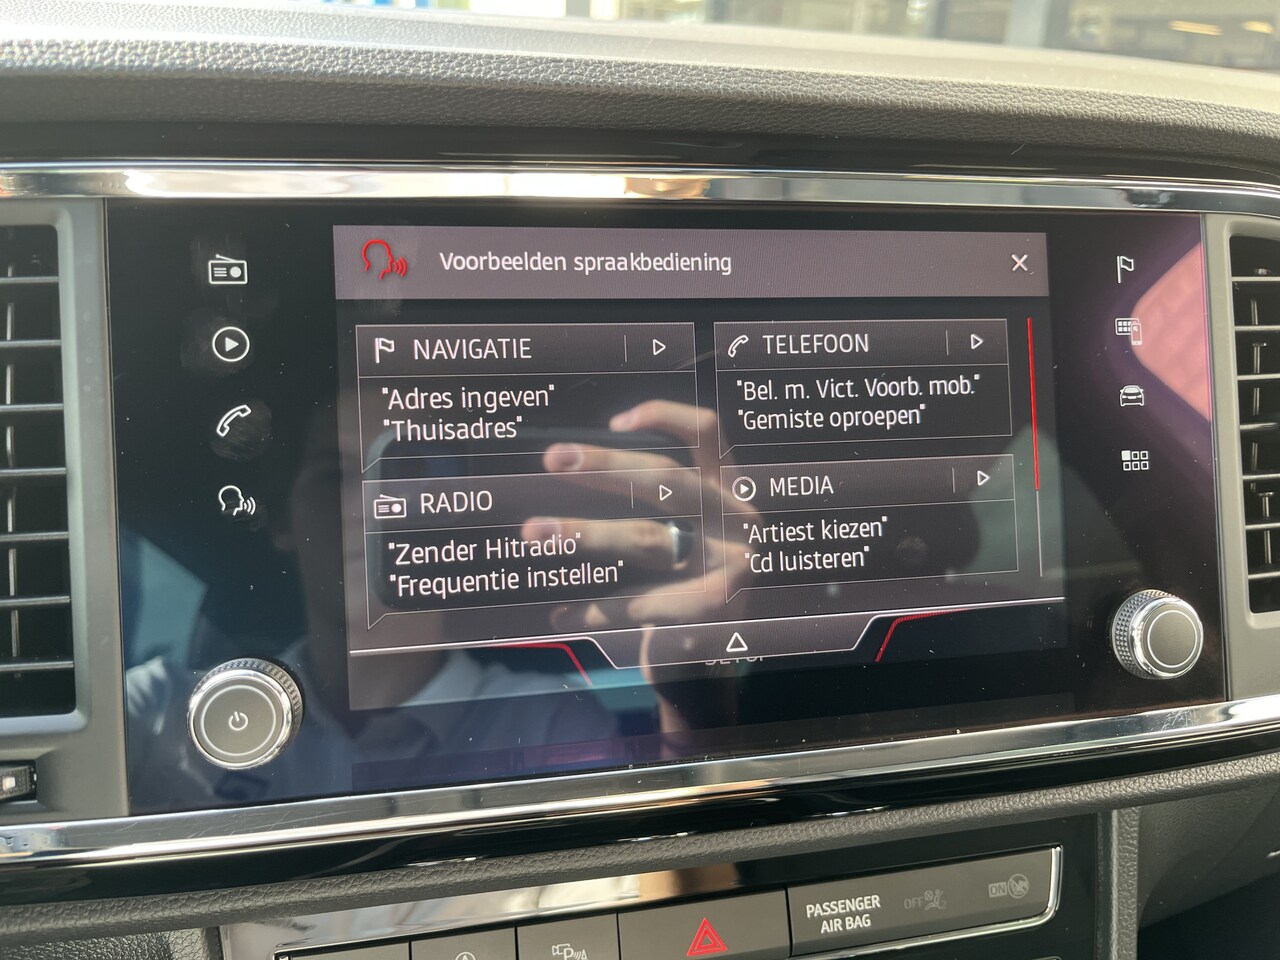 Voorbeelden spraakbediening
NAVIGATIE
"Adres ingeven"
"Thuisadres"
TELEFOON
"Bel. m. Vict. Voorb. mob."
"Gemiste oproepen"
RADIO
"Zender Hitradio"
"Frequentie instellen"
MEDIA
"Artiest kiezen"
"Cd luisteren"
SETUP
PASSENGER
AIR BAG
OFF
ON
P